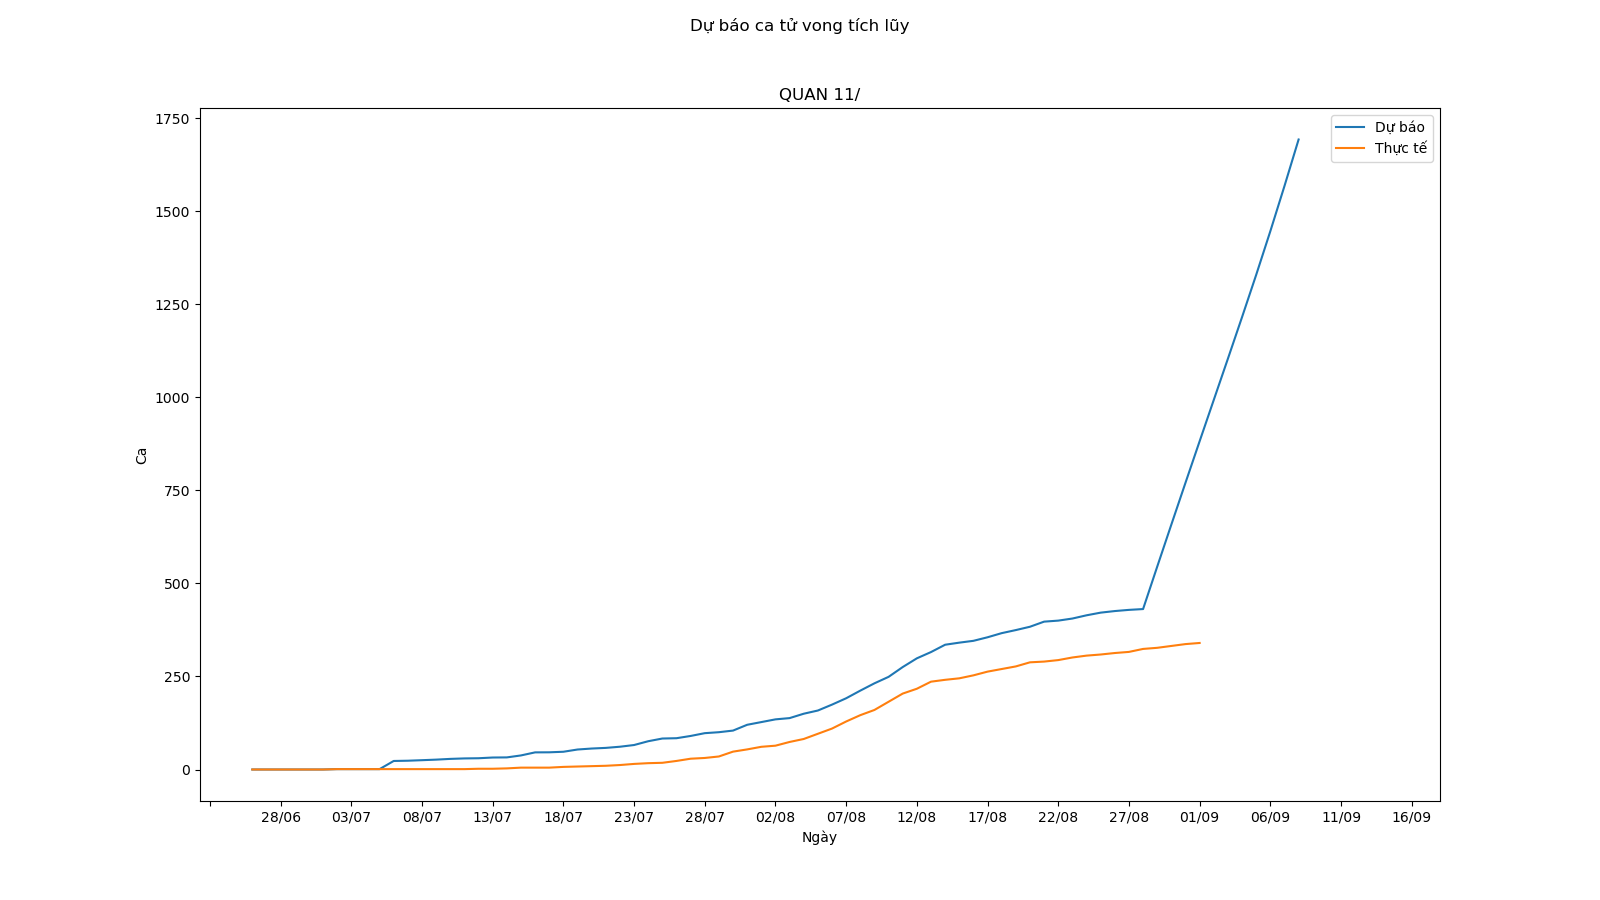 Dự báo ca tử vong tích lũy
QUAN 11/
Dự báo
Thực tế
1750
1500
1250
1000
750
500
250
0
Ca
28/06 03/07 08/07 13/07 18/07 23/07 28/07 02/08 07/08 12/08 17/08 22/08 27/08 01/09 06/09 11/09 16/09
Ngày